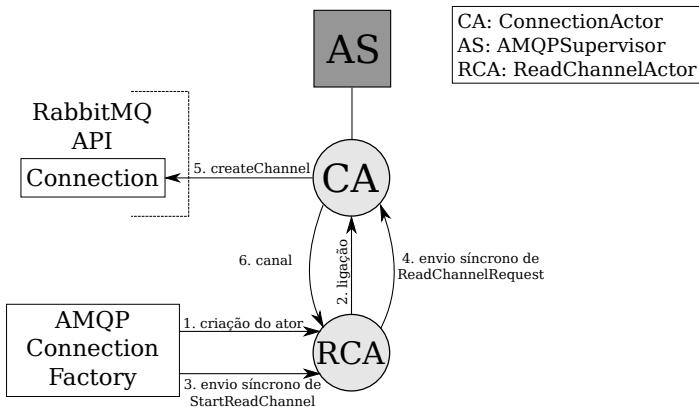 AS
CA: ConnectionActor
AS: AMQPSupervisor
RCA: ReadChannelActor
RabbitMQ
API
Connection
5. createChannel
CA
6. canal
2. ligação
4. envio síncrono de
ReadChannelRequest
AMQP
Connection
Factory
1. criação do ator
RCA
3. envio síncrono de
StartReadChannel